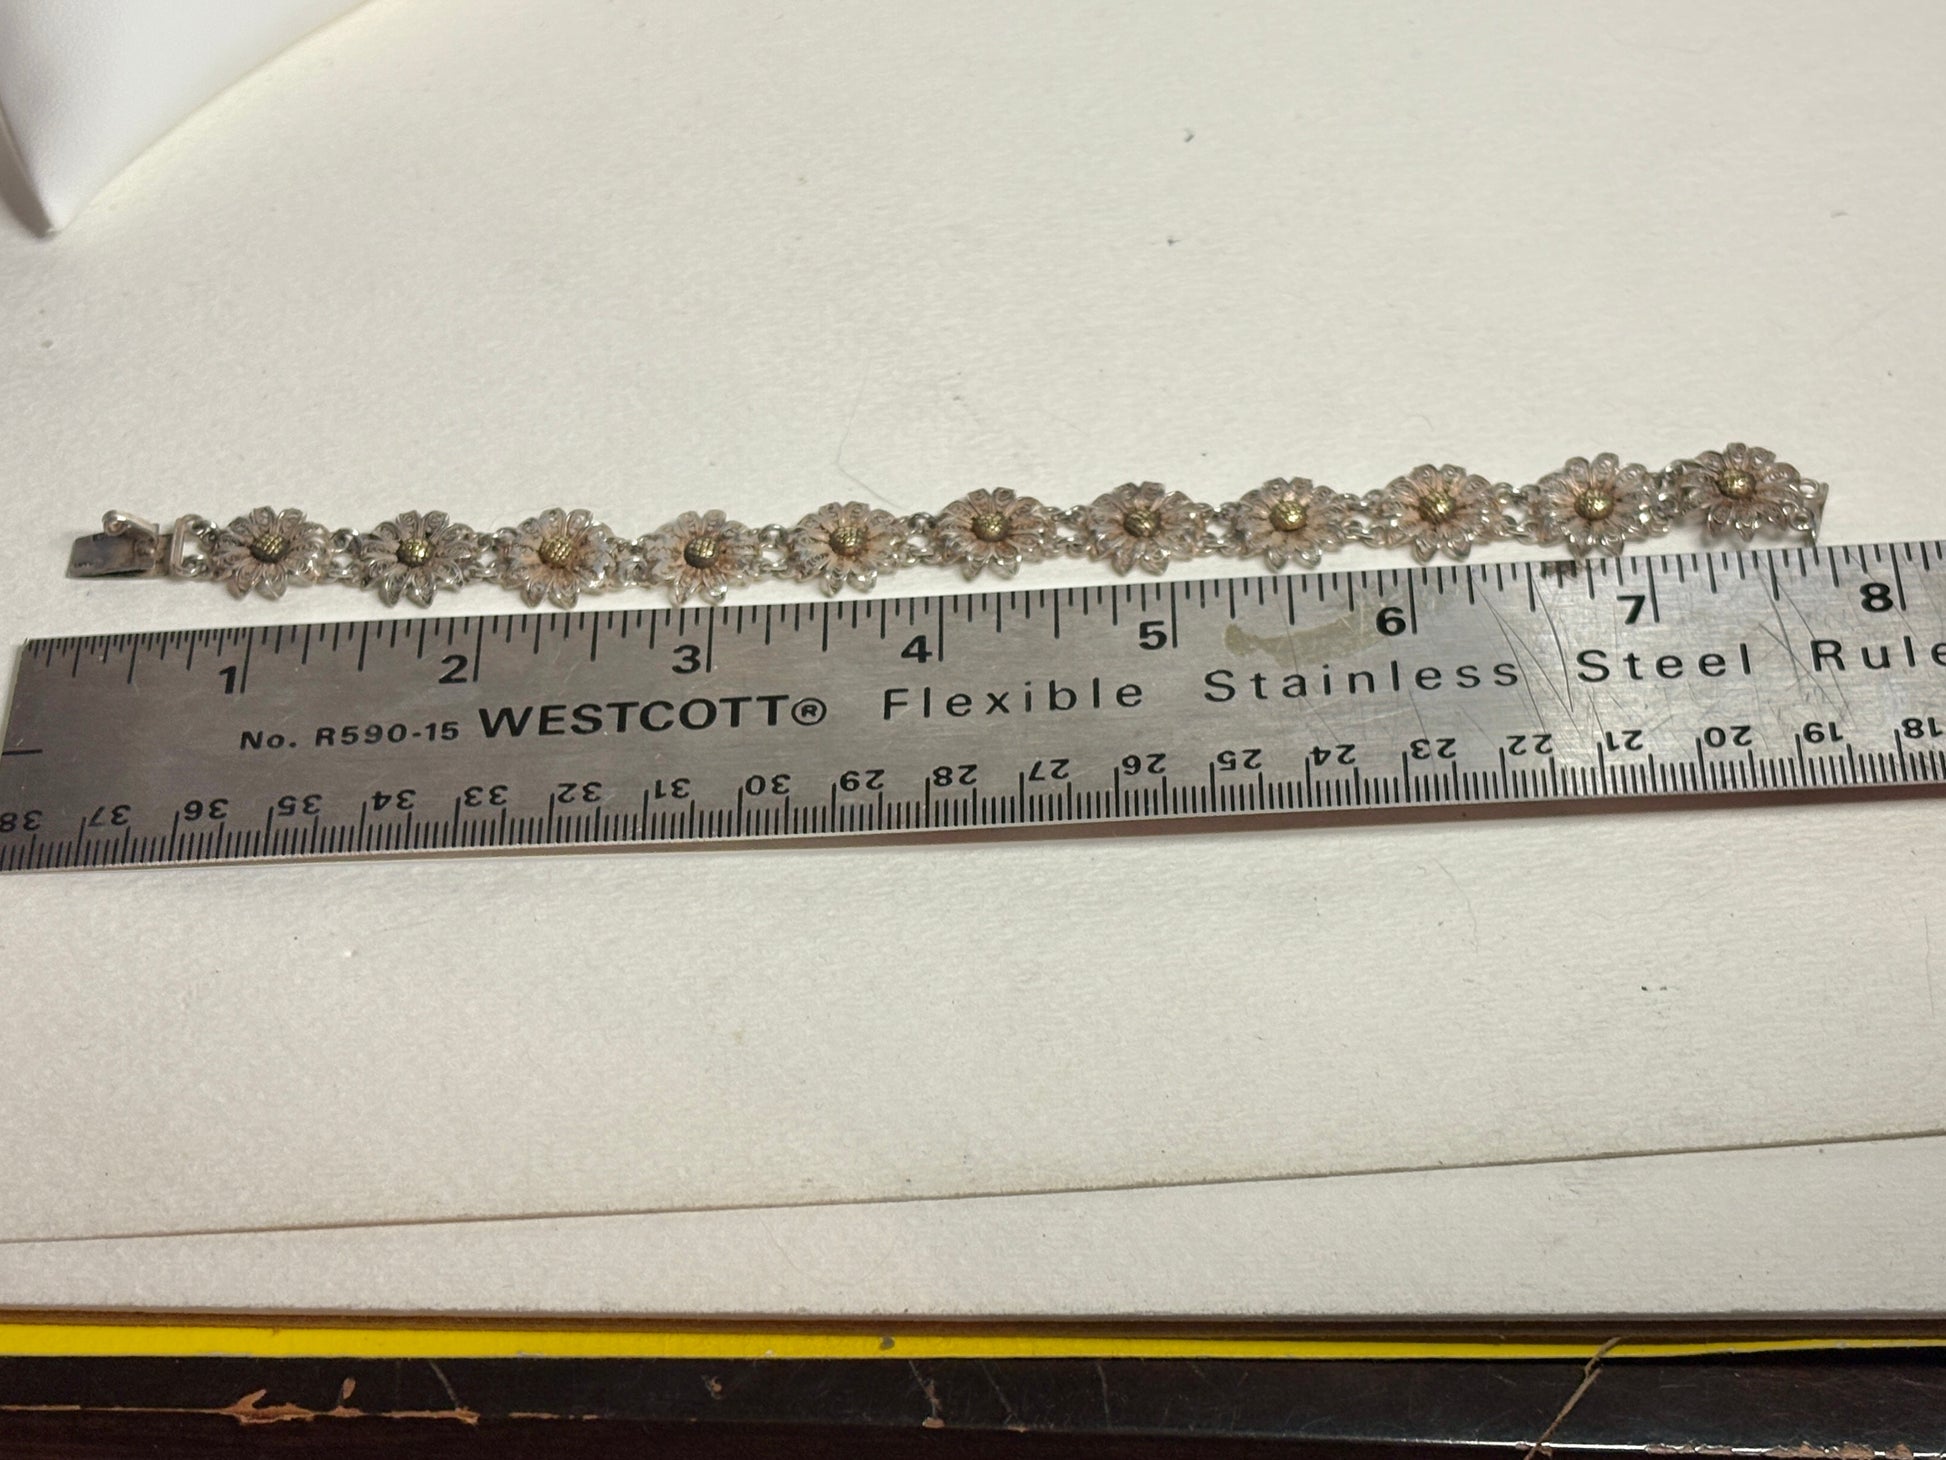 1 2 3 4 5 6 7 8
No. R590-15 WESTCOTT® Flexible Stainless Steel Rule
38 37 36 35 34 33 32 31 30 29 28 27 26 25 24 23 22 21 20 19 18